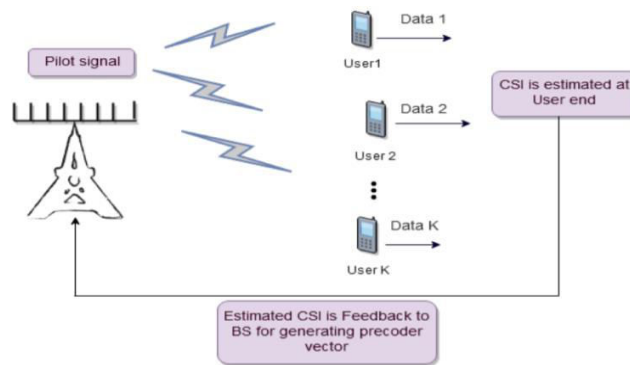 Pilot signal
Data 1
User1
CSI is estimated at
User end
Data 2
User 2
Data K
User K
Estimated CSI is Feedback to
BS for generating precoder
vector